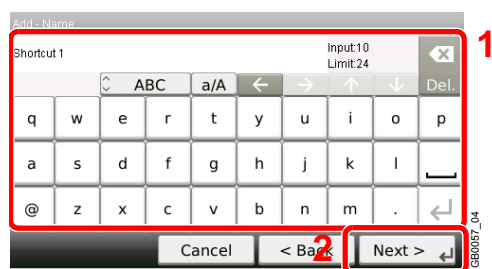 Add - Name
1
Shortcut 1
Input:10
Limit:24
Del.
ABC a/A ← → ↑ ↓
q w e r t y u i o p
a s d f g h j k l
@ z x c v b n m . ↵
Cancel < Back 2 Next > ↵
GB0057_04